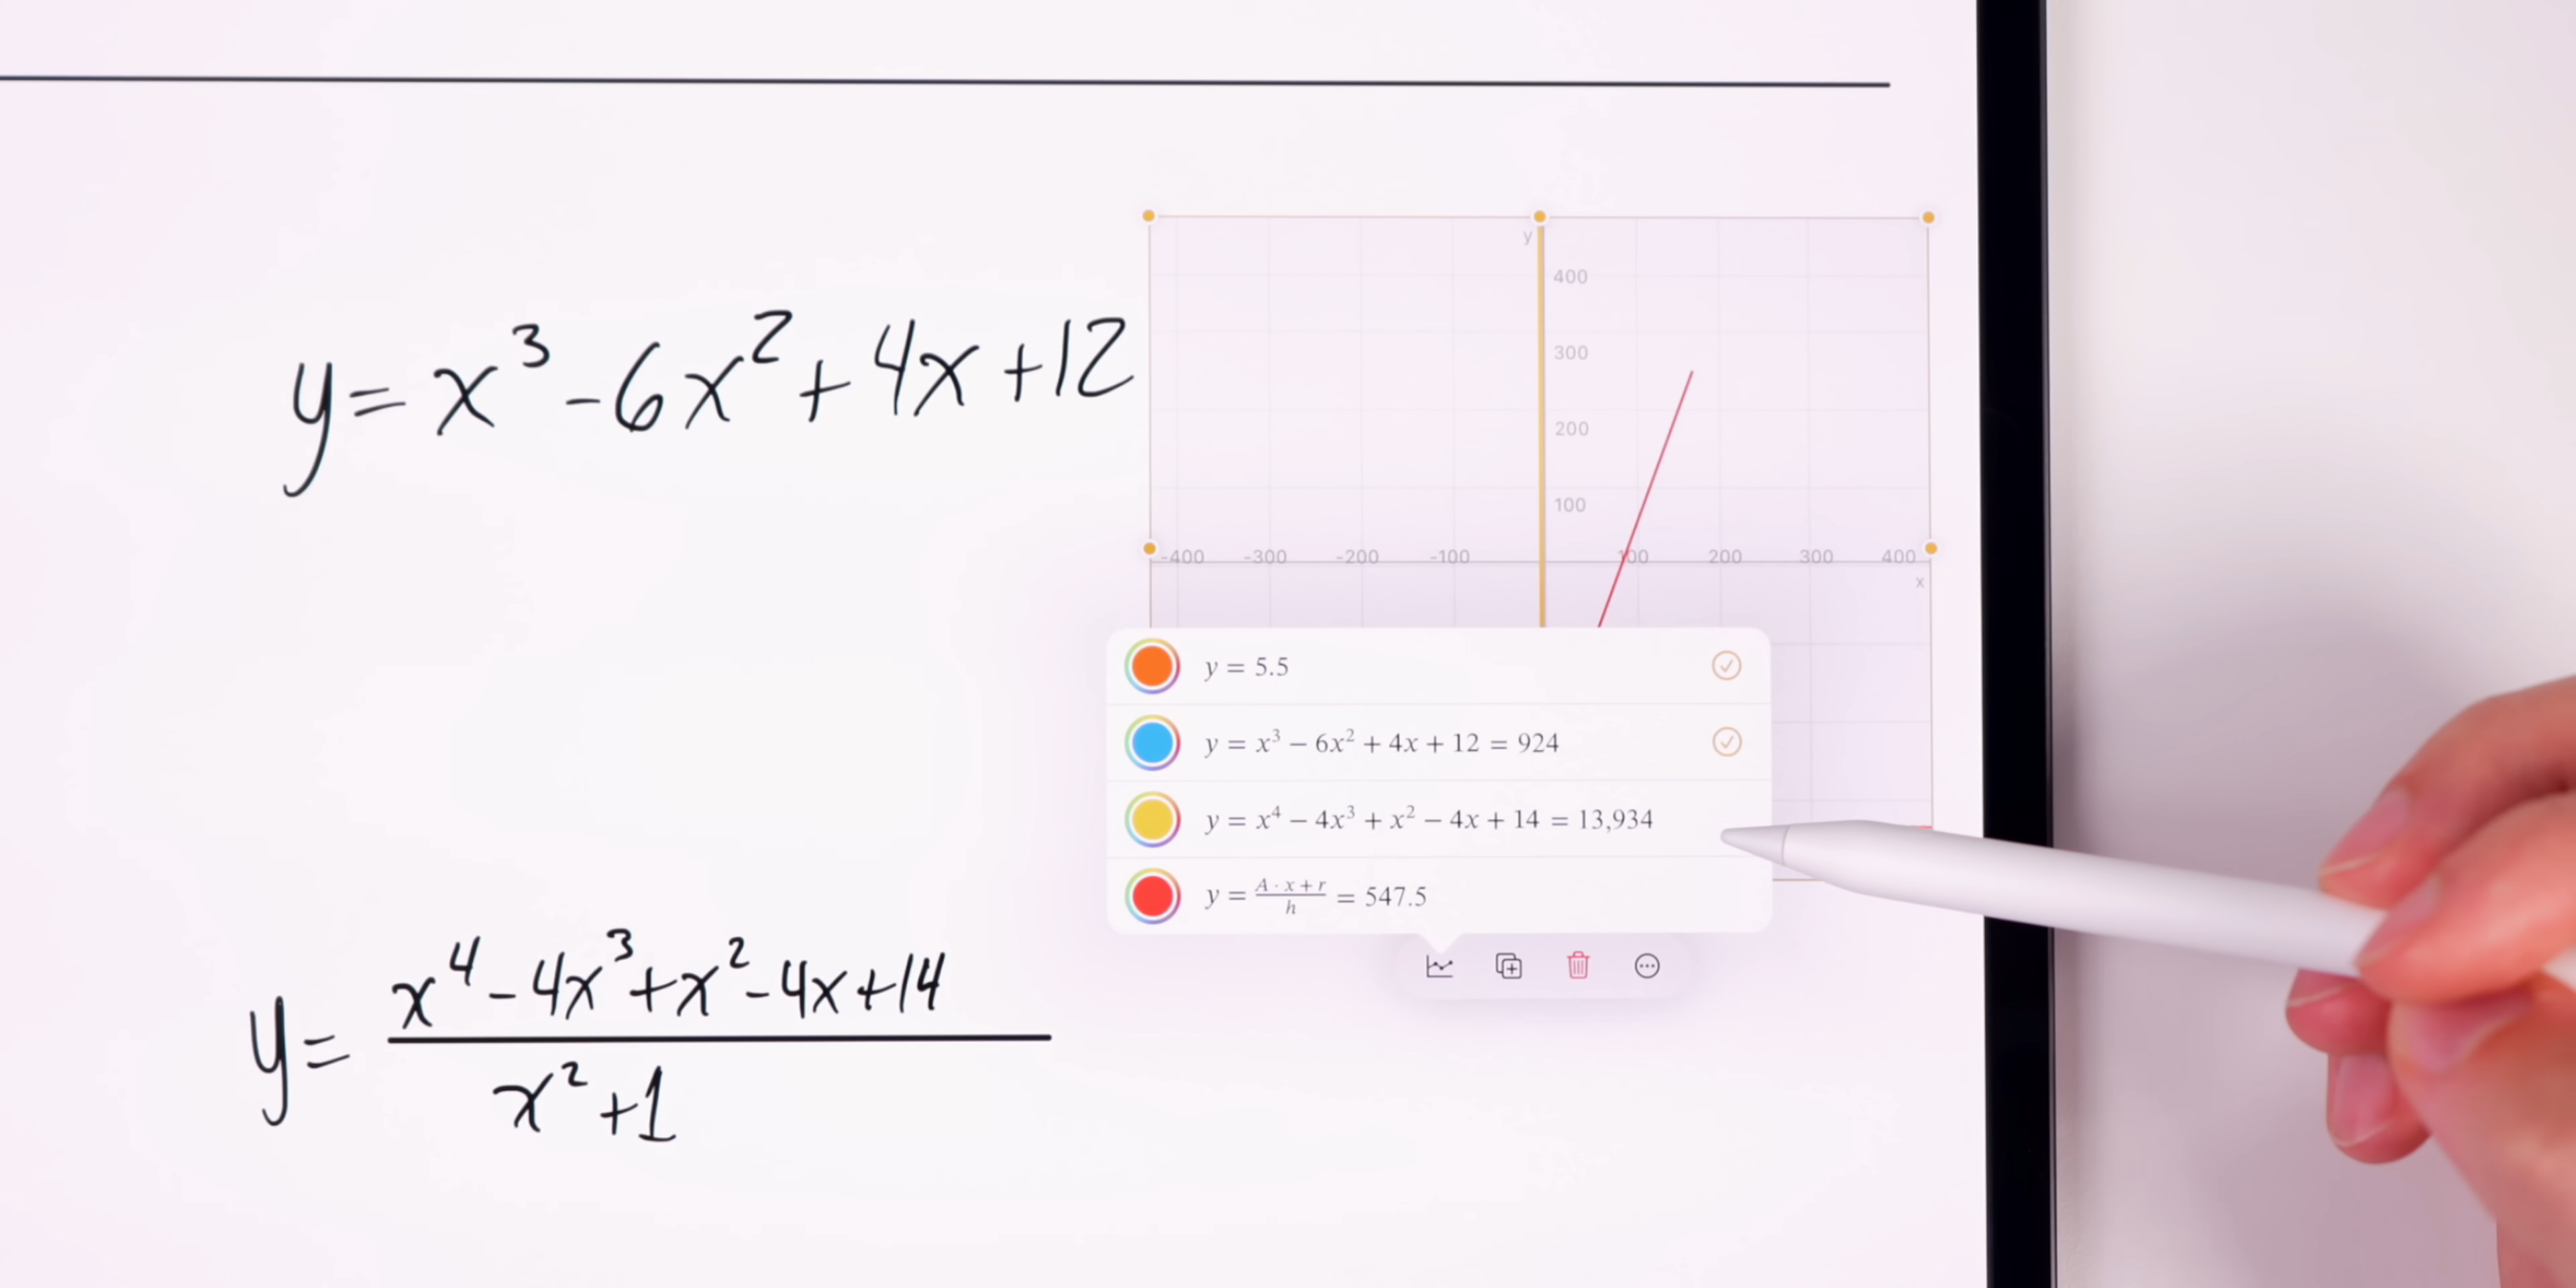 y = x³ - 6x² + 4x + 12
y
400
300
200
100
-400 -300 -200 -100 100 200 300 400
x
y = 5.5
y = x³ − 6x² + 4x + 12 = 924
y = x⁴ − 4x³ + x² − 4x + 14 = 13,934
y = (A · x + r)/h = 547.5
y = (x⁴ - 4x³ + x² - 4x + 14)/(x² + 1)